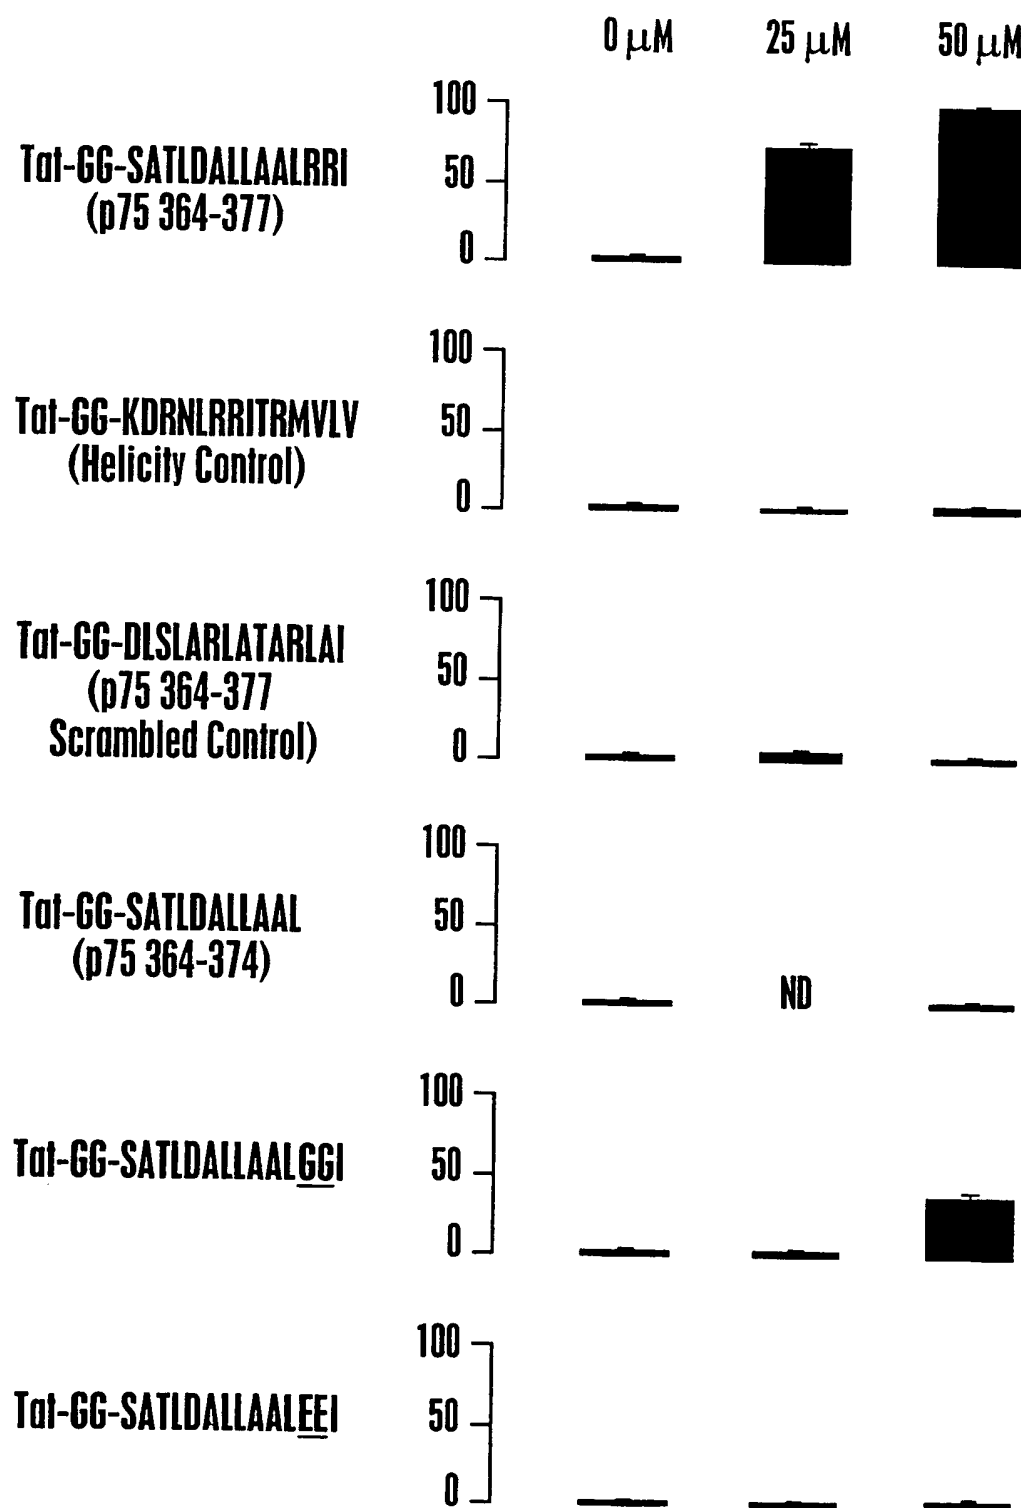 0 µM 25 µM 50 µM
100
50
0
Tat-GG-SATLDALLAALRRI
(p75 364-377)
100
50
0
Tat-GG-KDRNLRRITRMVLV
(Helicity Control)
100
50
0
Tat-GG-DLSLARLATARLAI
(p75 364-377
Scrambled Control)
100
50
0
Tat-GG-SATLDALLAAL
(p75 364-374)
ND
100
50
0
Tat-GG-SATLDALLAALGGI
100
50
0
Tat-GG-SATLDALLAALEEI